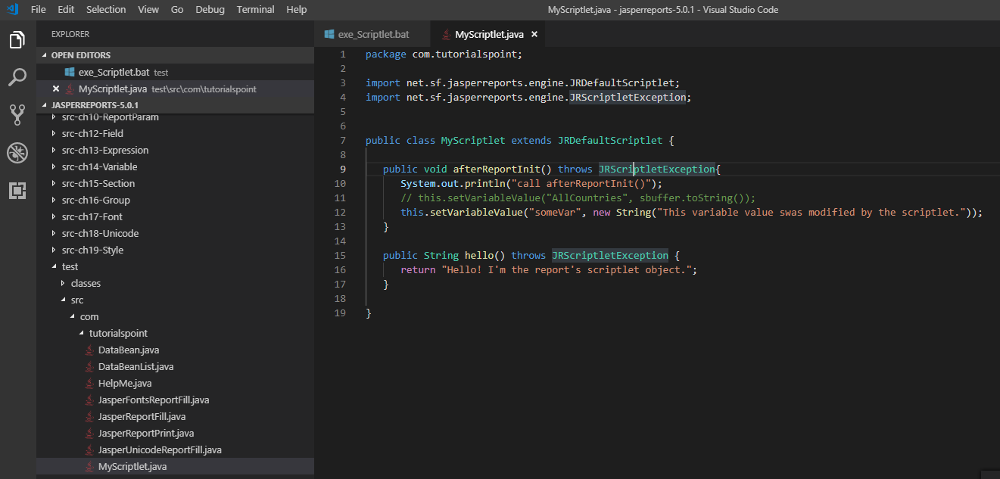 File Edit Selection View Go Debug Terminal Help
MyScriptlet.java - jasperreports-5.0.1 - Visual Studio Code
EXPLORER
OPEN EDITORS
exe_Scriptlet.bat test
MyScriptlet.java test\src\com\tutorialspoint
JASPERREPORTS-5.0.1
src-ch10-ReportParam
src-ch12-Field
src-ch13-Expression
src-ch14-Variable
src-ch15-Section
src-ch16-Group
src-ch17-Font
src-ch18-Unicode
src-ch19-Style
test
classes
src
com
tutorialspoint
DataBean.java
DataBeanList.java
HelpMe.java
JasperFontsReportFill.java
JasperReportFill.java
JasperReportPrint.java
JasperUnicodeReportFill.java
MyScriptlet.java
exe_Scriptlet.bat
MyScriptlet.java
1 package com.tutorialspoint;
2
3 import net.sf.jasperreports.engine.JRDefaultScriptlet;
4 import net.sf.jasperreports.engine.JRScriptletException;
5
6
7 public class MyScriptlet extends JRDefaultScriptlet {
8
9 public void afterReportInit() throws JRScriptletException{
10 System.out.println("call afterReportInit()");
11 // this.setVariableValue("AllCountries", sbuffer.toString());
12 this.setVariableValue("someVar", new String("This variable value swas modified by the scriptlet."));
13 }
14
15 public String hello() throws JRScriptletException {
16 return "Hello! I'm the report's scriptlet object.";
17 }
18
19 }